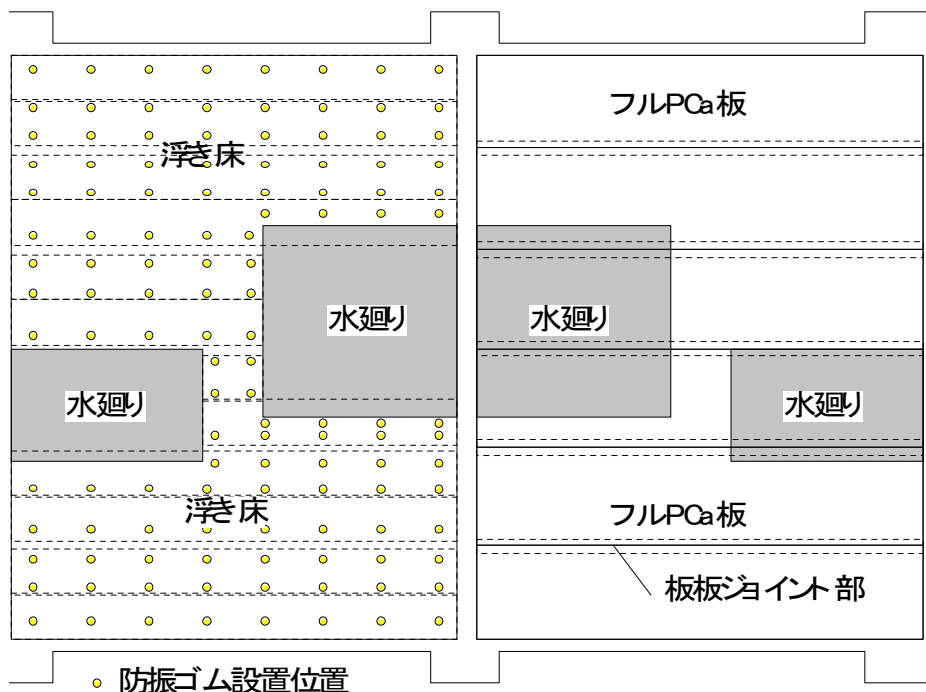 フルPCa板
浮き床
水廻り
水廻り
水廻り
水廻り
浮き床
フルPCa板
板板ジョイント部
防振ゴム設置位置